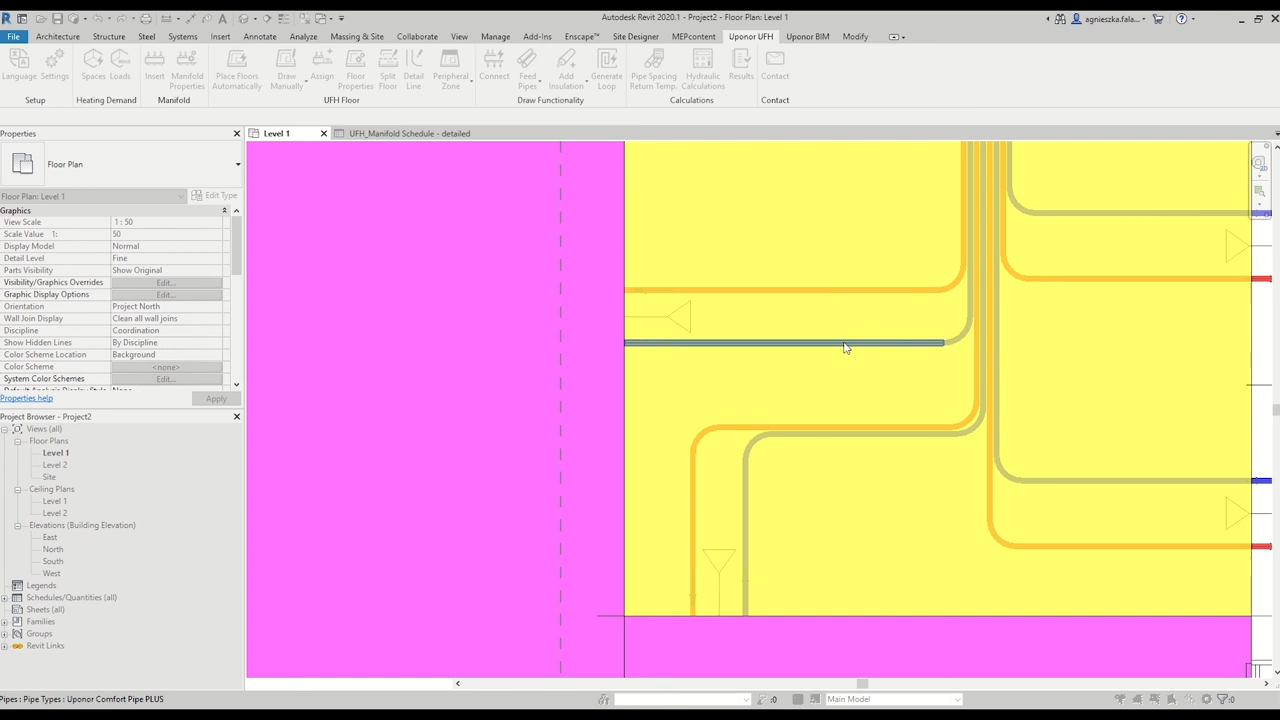 Autodesk Revit 2020.1 - Project2 - Floor Plan: Level 1
agnieszka.fala...
File Architecture Structure Steel Systems Insert Annotate Analyze Massing & Site Collaborate View Manage Add-Ins Enscape™ Site Designer MEPcontent Uponor UFH Uponor BIM Modify
Language Settings Spaces Loads Insert Manifold Properties Place Floors Automatically Draw Manually Assign Floor Properties Split Floor Detail Line Peripheral Zone Connect Feed Pipes Add Insulation Generate Loop Pipe Spacing Return Temp. Hydraulic Calculations Results Contact
Setup Heating Demand Manifold UFH Floor Draw Functionality Calculations Contact
Properties
Level 1
UFH_Manifold Schedule - detailed
Floor Plan
Floor Plan: Level 1 Edit Type
Graphics
View Scale 1 : 50
Scale Value 1: 50
Display Model Normal
Detail Level Fine
Parts Visibility Show Original
Visibility/Graphics Overrides Edit...
Graphic Display Options Edit...
Orientation Project North
Wall Join Display Clean all wall joins
Discipline Coordination
Show Hidden Lines By Discipline
Color Scheme Location Background
Color Scheme <none>
System Color Schemes Edit...
Properties help Apply
Project Browser - Project2
Views (all)
Floor Plans
Level 1
Level 2
Site
Ceiling Plans
Level 1
Level 2
Elevations (Building Elevation)
East
North
South
West
Legends
Schedules/Quantities (all)
Sheets (all)
Families
Groups
Revit Links
Pipes : Pipe Types : Uponor Comfort Pipe PLUS
:0
Main Model
:0